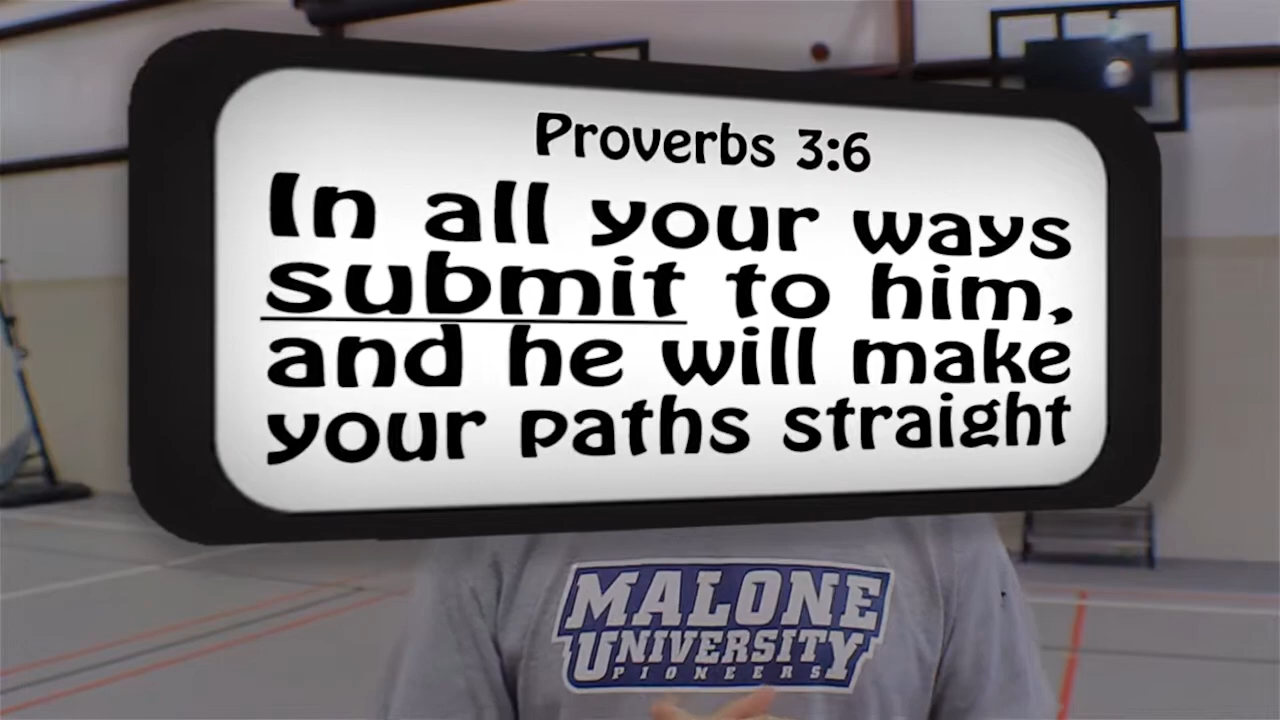 Proverbs 3:6
In all your ways
submit to him,
and he will make
your paths straight
MALONE
UNIVERSITY
PIONEERS